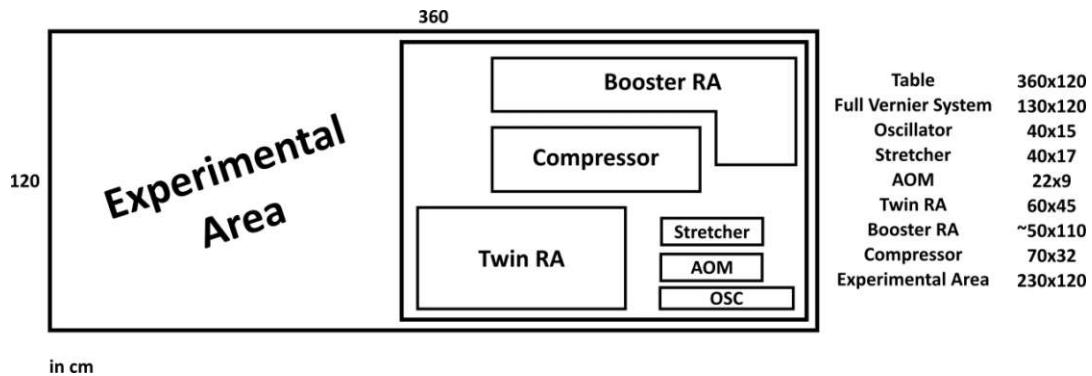 360
120
Experimental
Area
Booster RA
Compressor
Twin RA
Stretcher
AOM
OSC
Table 360x120
Full Vernier System 130x120
Oscillator 40x15
Stretcher 40x17
AOM 22x9
Twin RA 60x45
Booster RA ~50x110
Compressor 70x32
Experimental Area 230x120
in cm